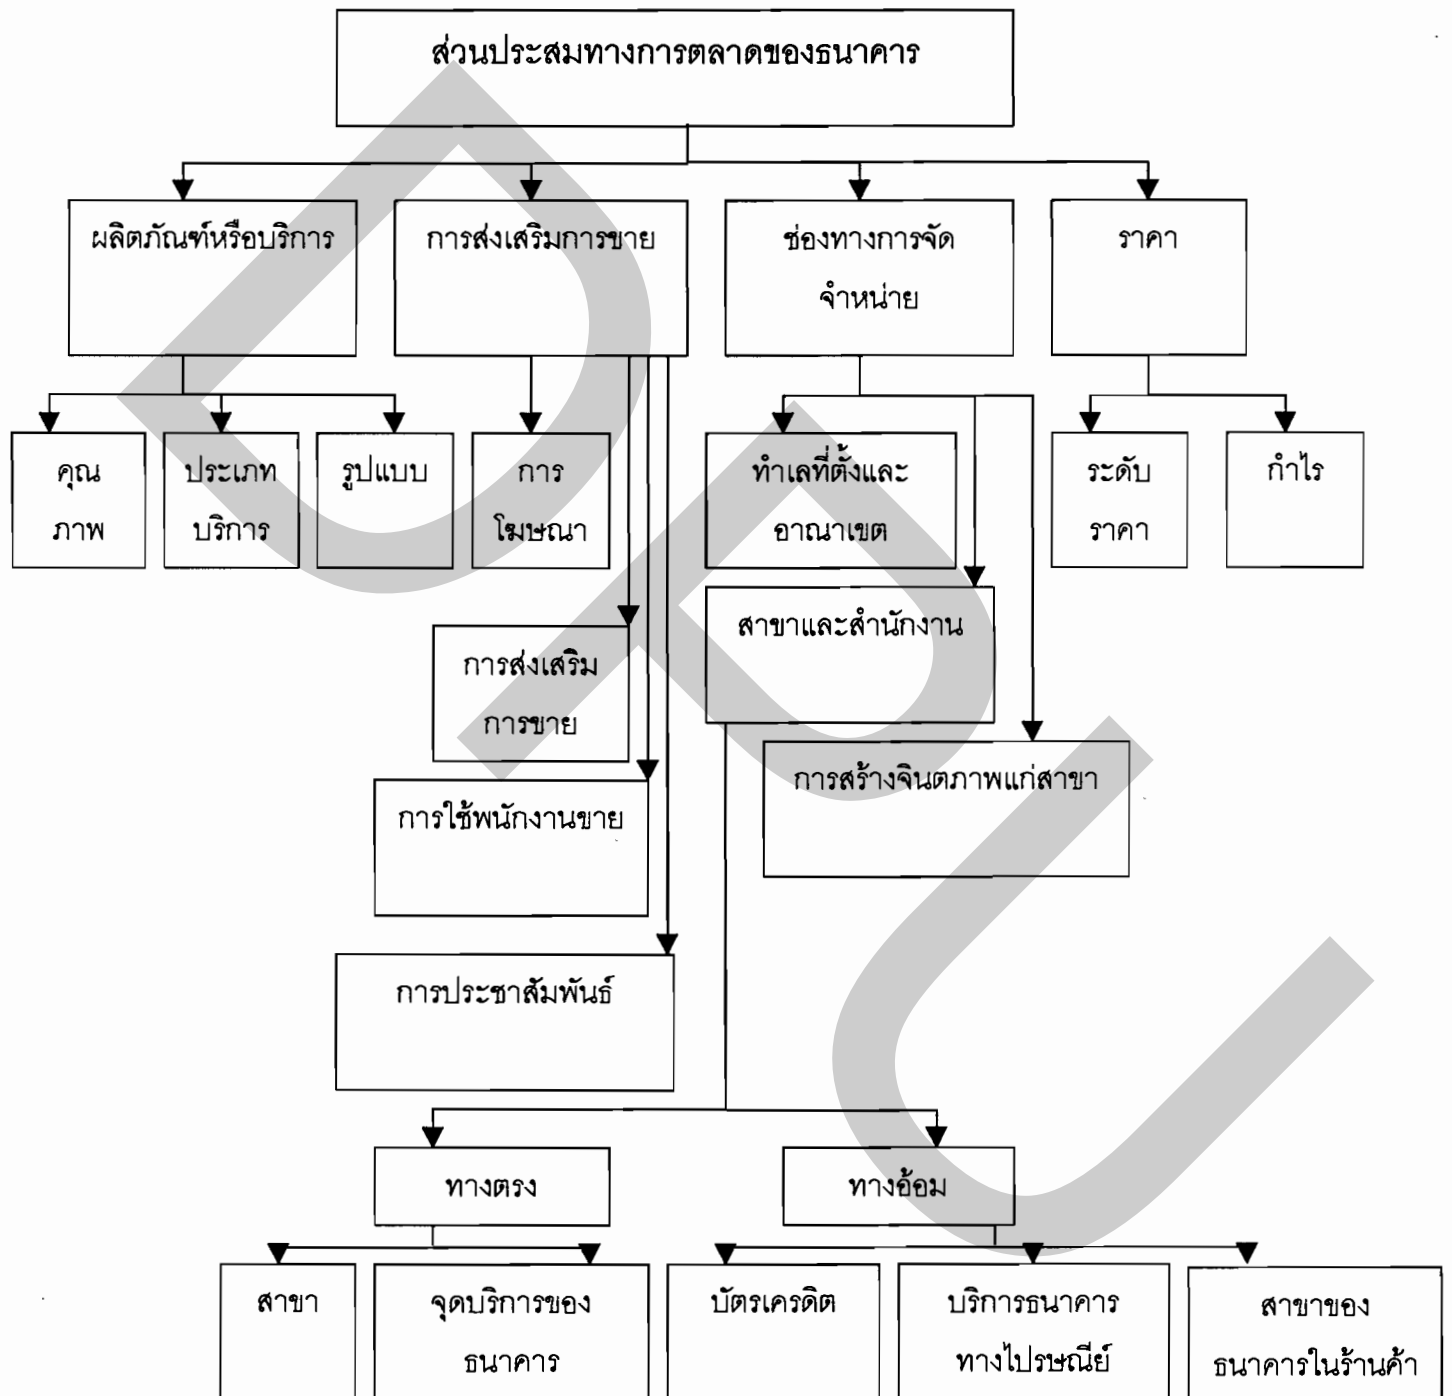 ส่วนประสมทางการตลาดของธนาคาร
ผลิตภัณฑ์หรือบริการ
การส่งเสริมการขาย
ช่องทางการจัด
จำหน่าย
ราคา
คุณ
ภาพ
ประเภท
บริการ
รูปแบบ
การ
โฆษณา
ทำเลที่ตั้งและ
อาณาเขต
ระดับ
ราคา
กำไร
สาขาและสำนักงาน
การส่งเสริม
การขาย
การสร้างจินตภาพแก่สาขา
การใช้พนักงานขาย
การประชาสัมพันธ์
ทางตรง
ทางอ้อม
สาขา
จุดบริการของ
ธนาคาร
บัตรเครดิต
บริการธนาคาร
ทางไปรษณีย์
สาขาของ
ธนาคารในร้านค้า
DPU